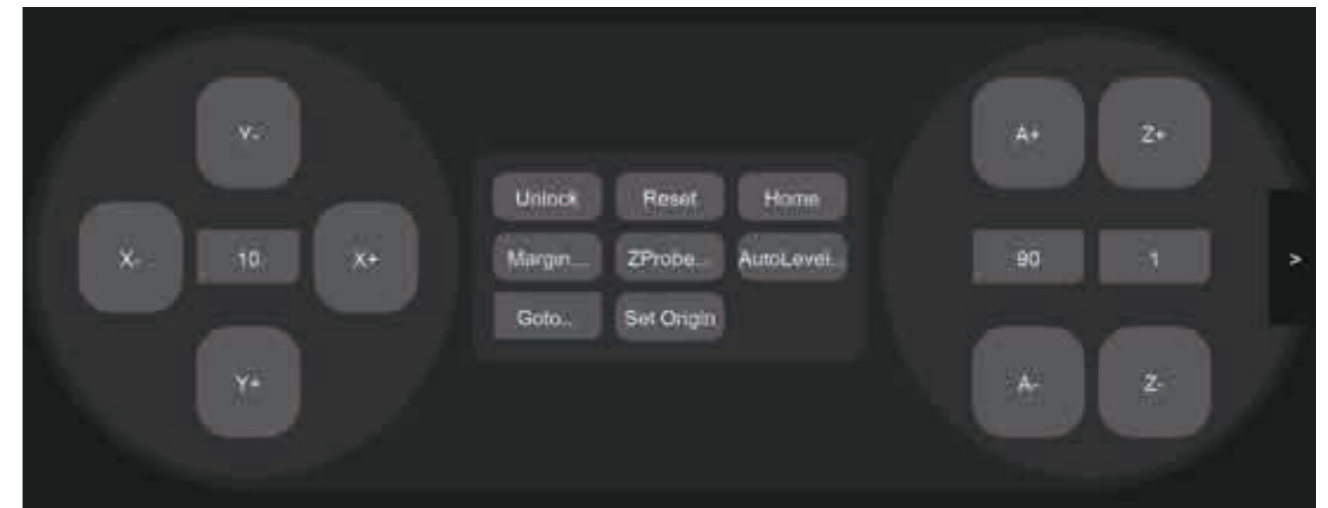 Y-
A+ Z+
Unlock Reset Home
X- 10 X+ Margin... ZProbe... AutoLevel.. 90 1 >
Goto.. Set Origin
Y+
A- Z-